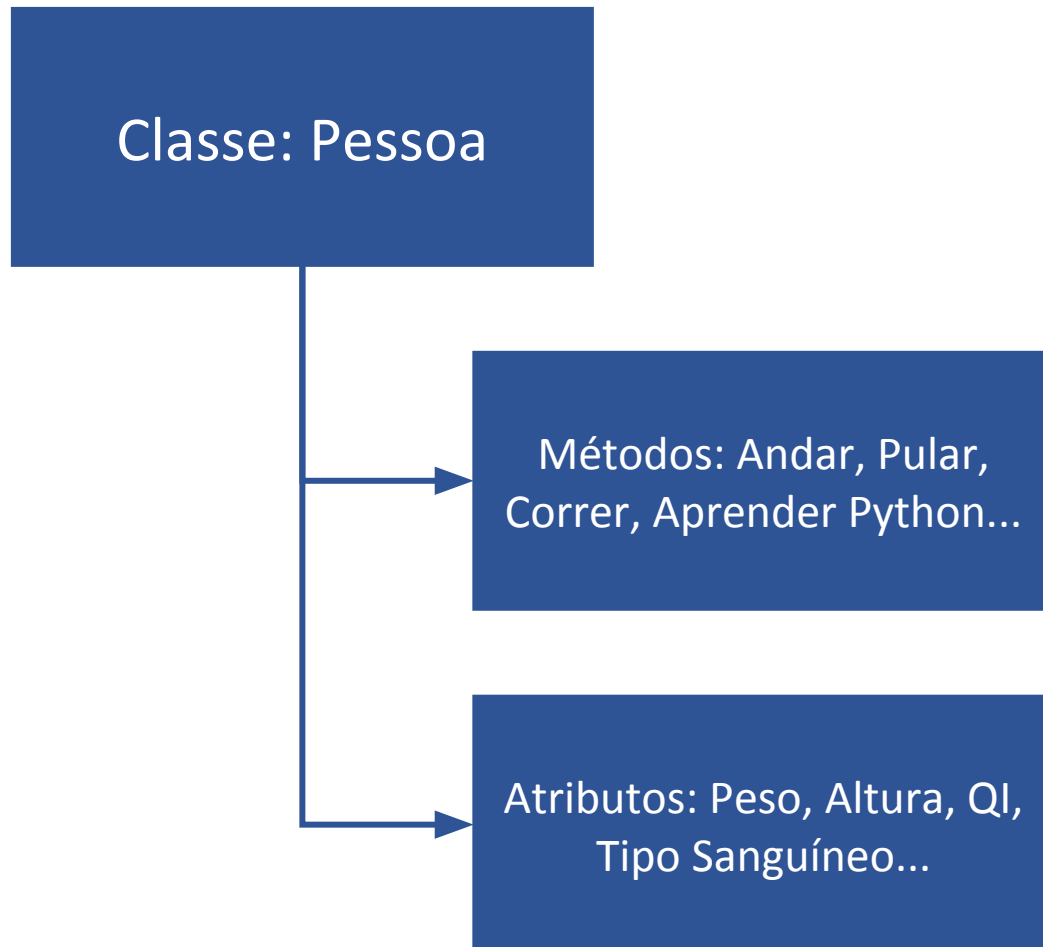 Classe: Pessoa
Métodos: Andar, Pular,
Correr, Aprender Python...
Atributos: Peso, Altura, QI,
Tipo Sanguíneo...